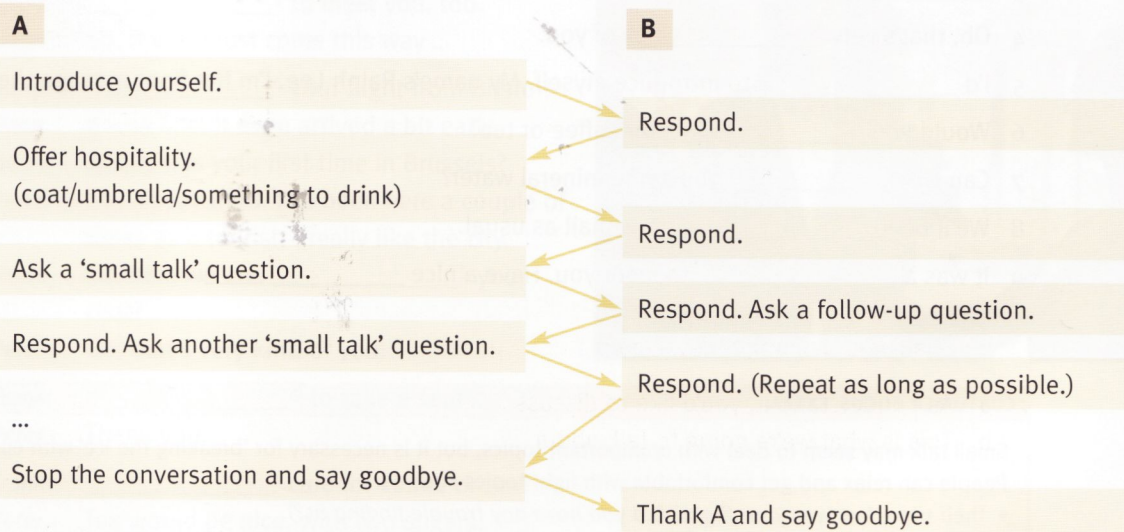 A
B
Introduce yourself.
Respond.
Offer hospitality.
(coat/umbrella/something to drink)
Respond.
Ask a ‘small talk’ question.
Respond. Ask a follow-up question.
Respond. Ask another ‘small talk’ question.
Respond. (Repeat as long as possible.)
...
Stop the conversation and say goodbye.
Thank A and say goodbye.